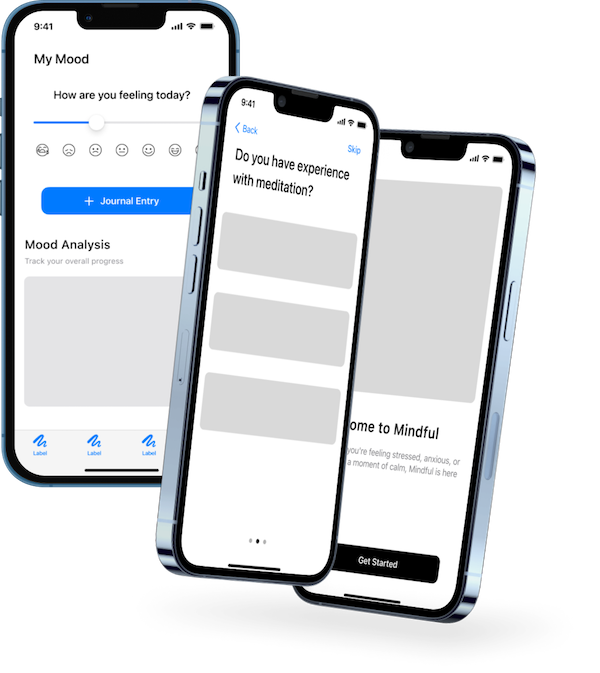 9:41
My Mood
How are you feeling today?
+ Journal Entry
Mood Analysis
Track your overall progress
Label
Label
Label
9:41
Back
Skip
Do you have experience
with meditation?
ome to Mindful
you're feeling stressed, anxious, or
a moment of calm, Mindful is here
Get Started